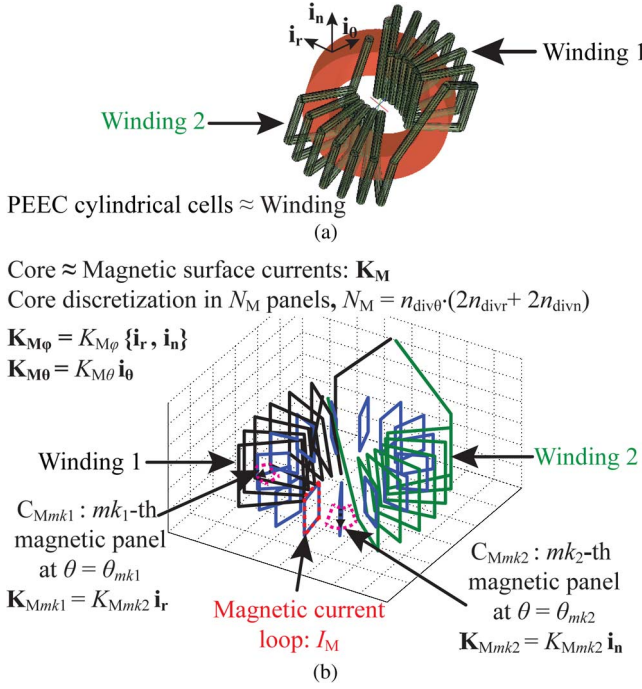 i_n
i_r
i_θ
Winding 1
Winding 2
PEEC cylindrical cells ≈ Winding
(a)
Core ≈ Magnetic surface currents: K_M
Core discretization in N_M panels, N_M = n_divθ·(2n_divr + 2n_divn)
K_Mφ = K_Mφ {i_r , i_n}
K_Mθ = K_Mθ i_θ
Winding 1
Winding 2
C_Mmk1 : mk_1-th
magnetic panel
at θ = θ_mk1
K_Mmk1 = K_Mmk2 i_r
Magnetic current
loop: I_M
C_Mmk2 : mk_2-th
magnetic panel
at θ = θ_mk2
K_Mmk2 = K_Mmk2 i_n
(b)